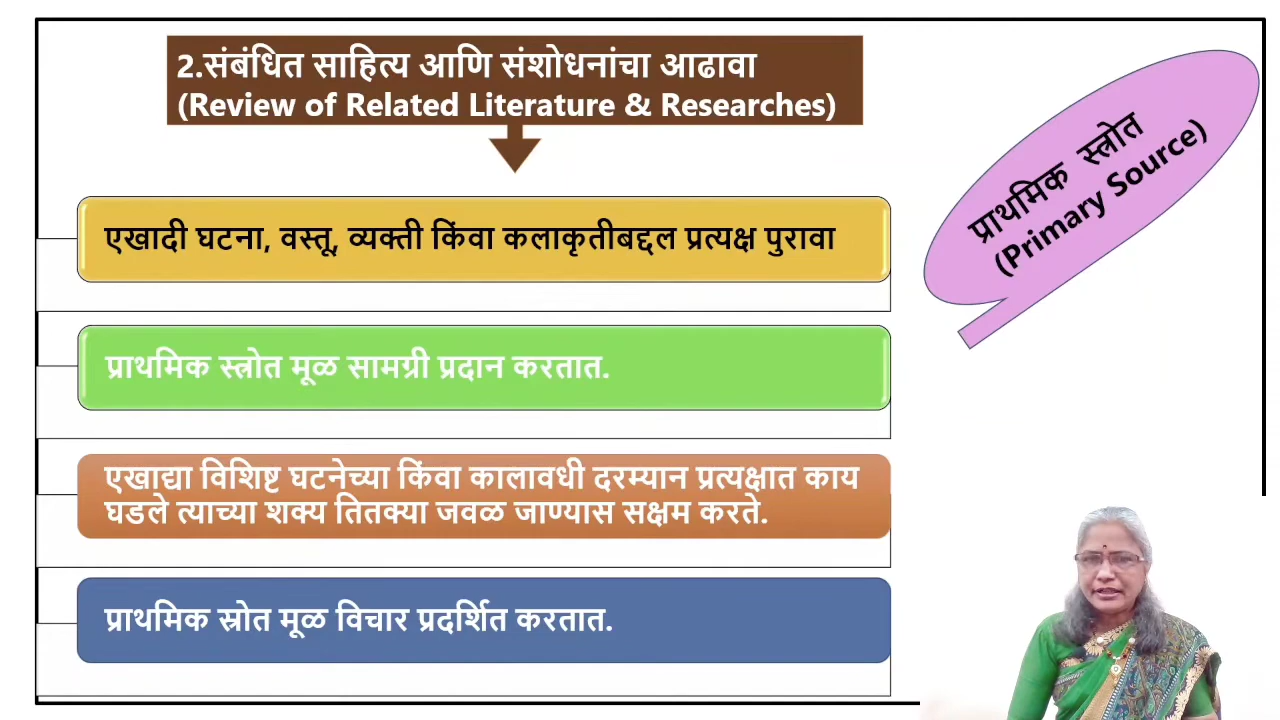 2.संबंधित साहित्य आणि संशोधनांचा आढावा
(Review of Related Literature & Researches)
प्राथमिक स्त्रोत
(Primary Source)
एखादी घटना, वस्तू, व्यक्ती किंवा कलाकृतीबद्दल प्रत्यक्ष पुरावा
प्राथमिक स्त्रोत मूळ सामग्री प्रदान करतात.
एखाद्या विशिष्ट घटनेच्या किंवा कालावधी दरम्यान प्रत्यक्षात काय
घडले त्याच्या शक्य तितक्या जवळ जाण्यास सक्षम करते.
प्राथमिक स्रोत मूळ विचार प्रदर्शित करतात.